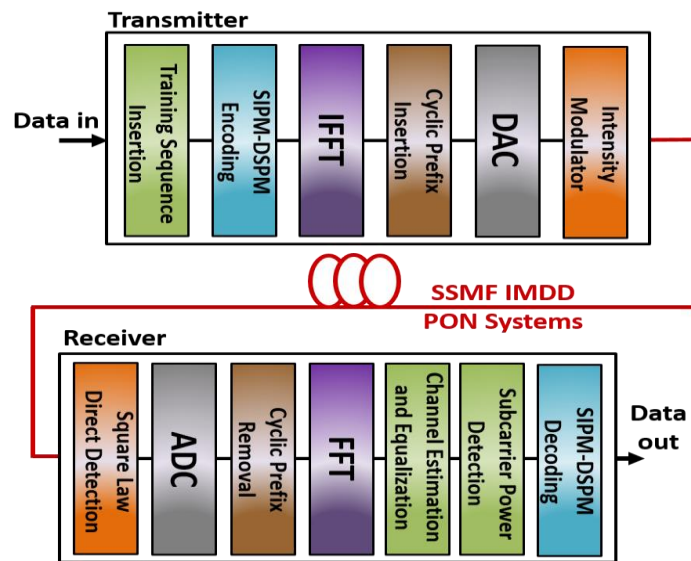 Transmitter
Data in
Training Sequence
Insertion
SIPM-DSPM
Encoding
IFFT
Cyclic Prefix
Insertion
DAC
Intensity
Modulator
SSMF IMDD
PON Systems
Receiver
Square Law
Direct Detection
ADC
Cyclic Prefix
Removal
FFT
Channel Estimation
and Equalization
Subcarrier Power
Detection
SIPM-DSPM
Decoding
Data
out